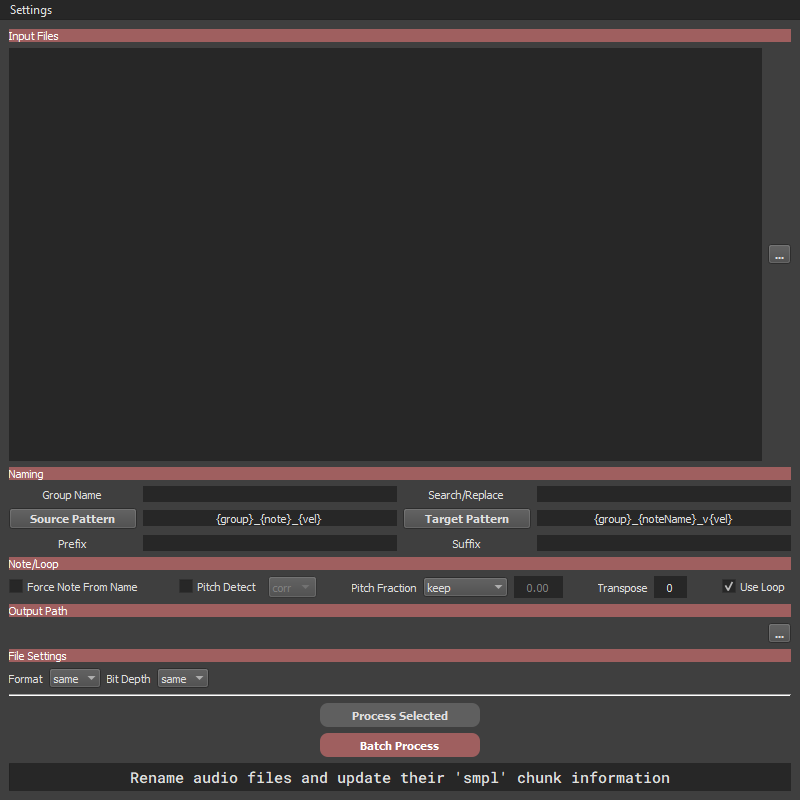 Settings
Input Files
...
Naming
Group Name Search/Replace
Source Pattern {group}_{note}_{vel} Target Pattern {group}_{noteName}_v{vel}
Prefix Suffix
Note/Loop
Force Note From Name Pitch Detect corr Pitch Fraction keep 0.00 Transpose 0 Use Loop
Output Path
...
File Settings
Format same Bit Depth same
Process Selected
Batch Process
Rename audio files and update their 'smpl' chunk information